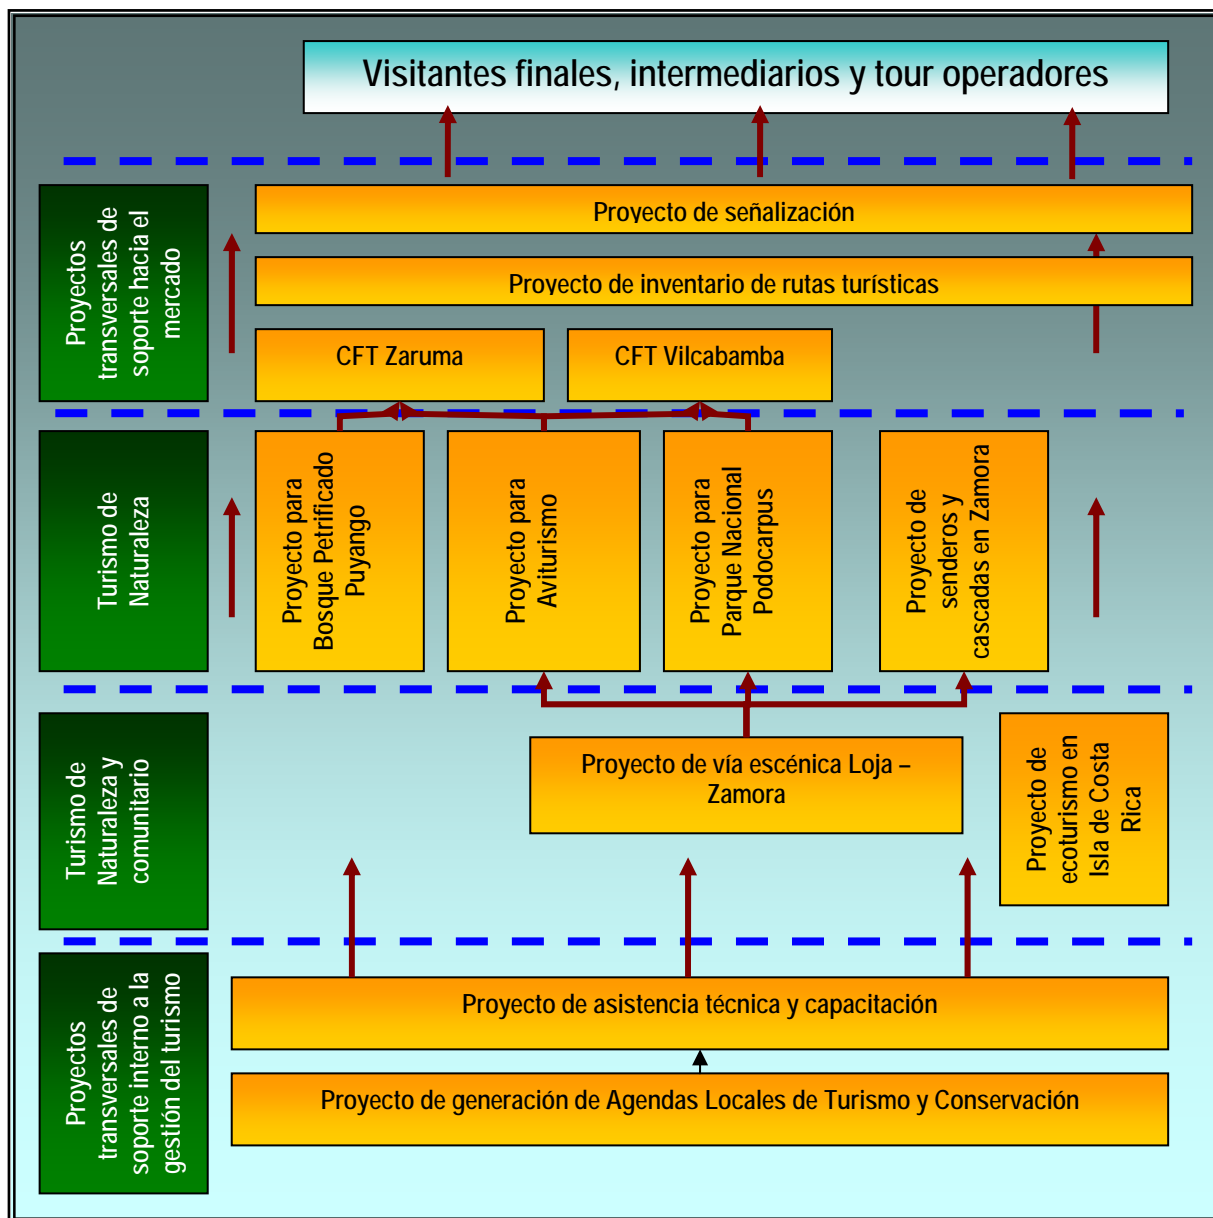 Visitantes finales, intermediarios y tour operadores
Proyectos
transversales de
soporte hacia el
mercado
Proyecto de señalización
Proyecto de inventario de rutas turísticas
CFT Zaruma
CFT Vilcabamba
Turismo de
Naturaleza
Proyecto para
Bosque Petrificado
Puyango
Proyecto para
Aviturismo
Proyecto para
Parque Nacional
Podocarpus
Proyecto de
senderos y
cascadas en Zamora
Turismo de
Naturaleza y
comunitario
Proyecto de vía escénica Loja –
Zamora
Proyecto de
ecoturismo en
Isla de Costa
Rica
Proyectos
transversales de
soporte interno a la
gestión del turismo
Proyecto de asistencia técnica y capacitación
Proyecto de generación de Agendas Locales de Turismo y Conservación